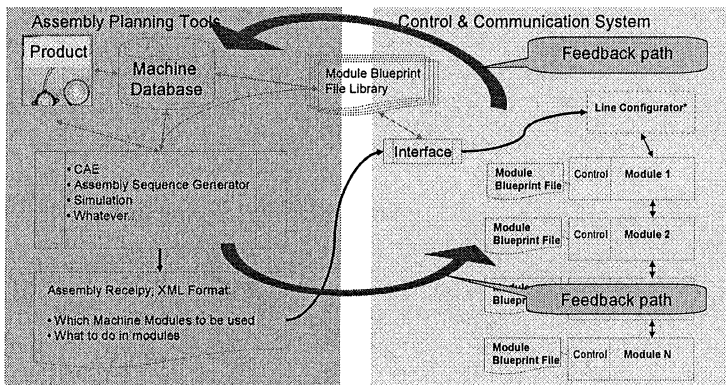 Assembly Planning Tools
Control & Communication System
Product
Machine
Database
Module Blueprint
File Library
Feedback path
Line Configurator*
Interface
• CAE
• Assembly Sequence Generator
• Simulation
• Whatever...
Module
Blueprint File
Control
Module 1
Module
Blueprint File
Control
Module 2
Assembly Receipy; XML Format:
• Which Machine Modules to be used
• What to do in modules
Feedback path
Module
Blueprint File
Control
Module N